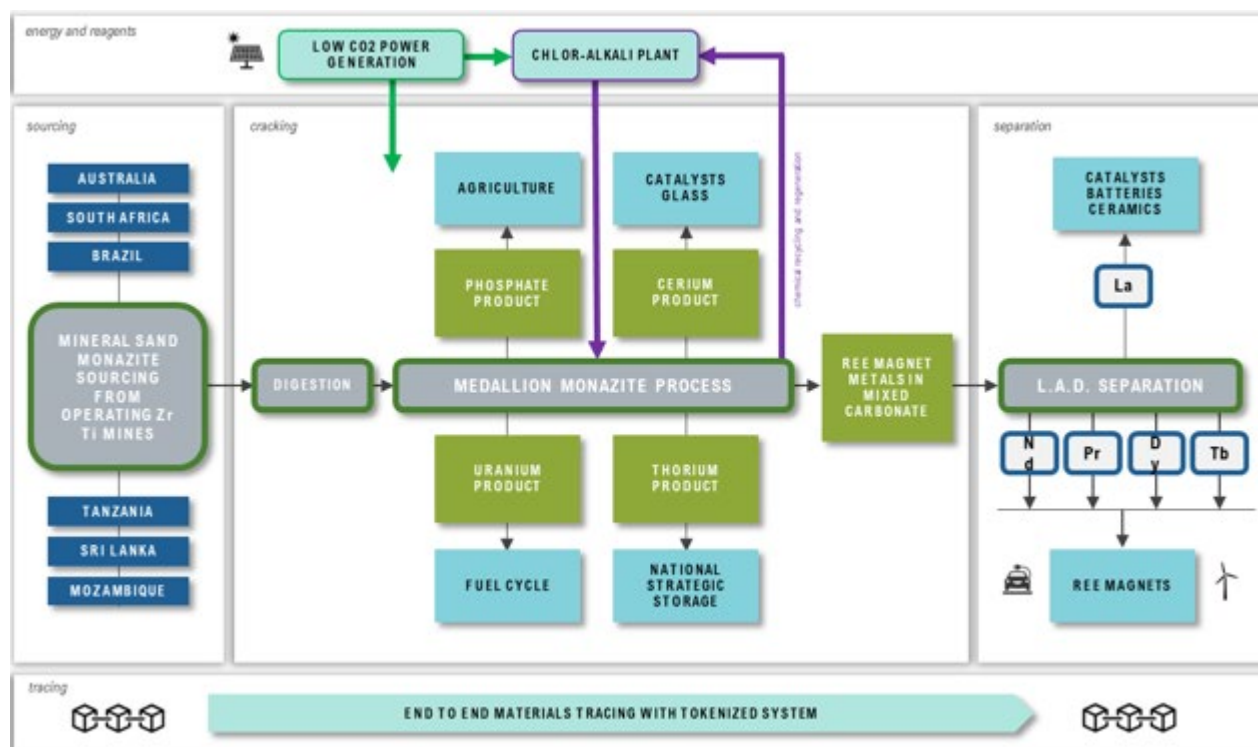 energy and reagents
LOW CO2 POWER
GENERATION
CHLOR-ALKALI PLANT
sourcing
AUSTRALIA
SOUTH AFRICA
BRAZIL
MINERAL SAND
MONAZITE
SOURCING
FROM
OPERATING Zr
Ti MINES
TANZANIA
SRI LANKA
MOZAMBIQUE
cracking
AGRICULTURE
CATALYSTS
GLASS
chemical recycling and regeneration
PHOSPHATE
PRODUCT
CERIUM
PRODUCT
DIGESTION
MEDALLION MONAZITE PROCESS
REE MAGNET
METALS IN
MIXED
CARBONATE
URANIUM
PRODUCT
THORIUM
PRODUCT
FUEL CYCLE
NATIONAL
STRATEGIC
STORAGE
separation
CATALYSTS
BATTERIES
CERAMICS
La
L.A.D. SEPARATION
N
d
Pr
D
y
Tb
REE MAGNETS
tracing
END TO END MATERIALS TRACING WITH TOKENIZED SYSTEM